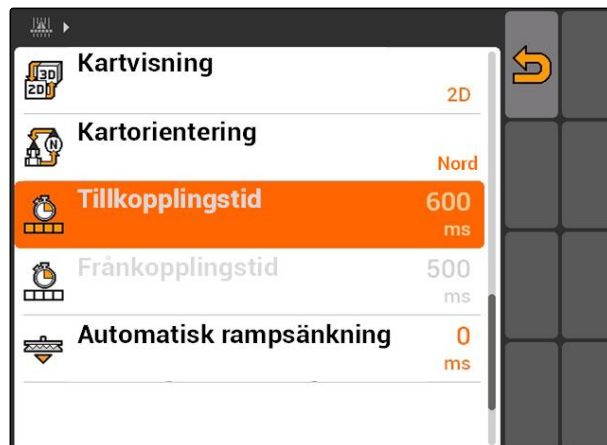 Kartvisning
2D
Kartorientering
Nord
Tillkopplingstid
600
ms
Frånkopplingstid
500
ms
Automatisk rampsänkning
0
ms